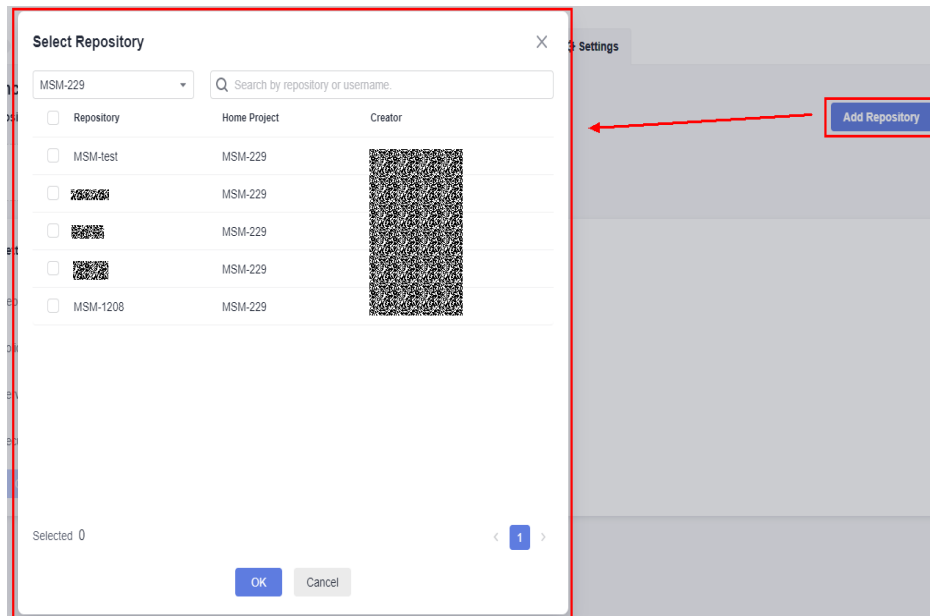 Select Repository
Settings
MSM-229
Search by repository or username.
Add Repository
Repository Home Project Creator
MSM-test MSM-229
MSM-229
MSM-229
MSM-229
MSM-1208 MSM-229
Selected 0
1
OK Cancel